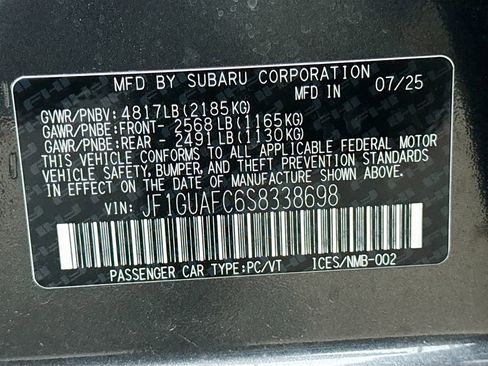 MFD BY SUBARU CORPORATION 07/25
GVWR/PNBV: 4817LB(2185KG) MFD IN
GAWR/PNBE:FRONT- 2568LB(1165KG)
GAWR/PNBE:REAR - 2491LB(1130KG)
THIS VEHICLE CONFORMS TO ALL APPLICABLE FEDERAL MOTOR
VEHICLE SAFETY, BUMPER, AND THEFT PREVENTION STANDARDS
IN EFFECT ON THE DATE OF MANUFACTURE SHOWN ABOVE.
VIN: JF1GUAFC6S8338698
PASSENGER CAR TYPE:PC/VT ICES/NMB-002